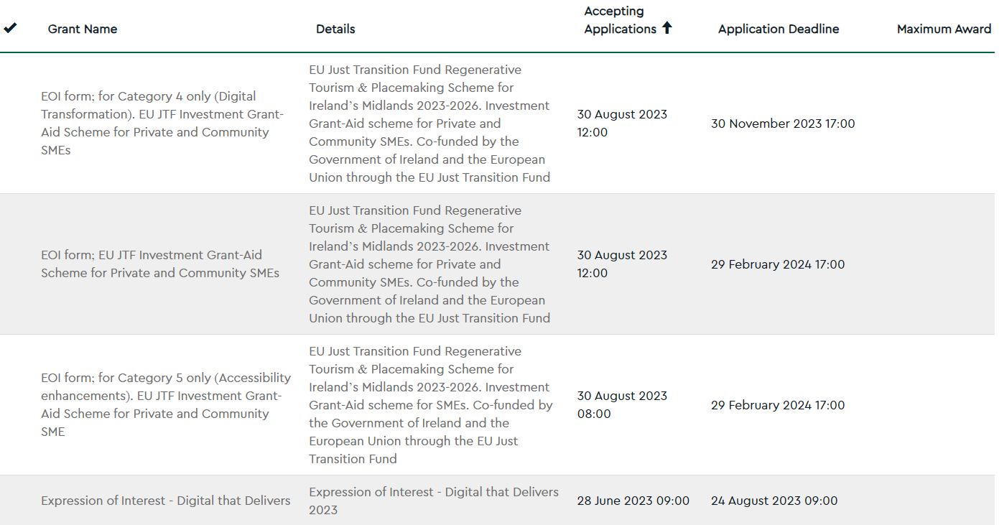 Grant Name
Details
Accepting
Applications
Application Deadline
Maximum Award
EOI form; for Category 4 only (Digital
Transformation). EU JTF Investment Grant-
Aid Scheme for Private and Community
SMEs
EU Just Transition Fund Regenerative
Tourism & Placemaking Scheme for
Ireland’s Midlands 2023-2026. Investment
Grant-Aid scheme for Private and
Community SMEs. Co-funded by the
Government of Ireland and the European
Union through the EU Just Transition Fund
30 August 2023
12:00
30 November 2023 17:00
EOI form; EU JTF Investment Grant-Aid
Scheme for Private and Community SMEs
EU Just Transition Fund Regenerative
Tourism & Placemaking Scheme for
Ireland’s Midlands 2023-2026. Investment
Grant-Aid scheme for Private and
Community SMEs. Co-funded by the
Government of Ireland and the European
Union through the EU Just Transition Fund
30 August 2023
12:00
29 February 2024 17:00
EOI form; for Category 5 only (Accessibility
enhancements). EU JTF Investment Grant-
Aid Scheme for Private and Community
SME
EU Just Transition Fund Regenerative
Tourism & Placemaking Scheme for
Ireland’s Midlands 2023-2026. Investment
Grant-Aid scheme for SMEs. Co-funded by
the Government of Ireland and the
European Union through the EU Just
Transition Fund
30 August 2023
08:00
29 February 2024 17:00
Expression of Interest - Digital that Delivers
Expression of Interest - Digital that Delivers
2023
28 June 2023 09:00
24 August 2023 09:00